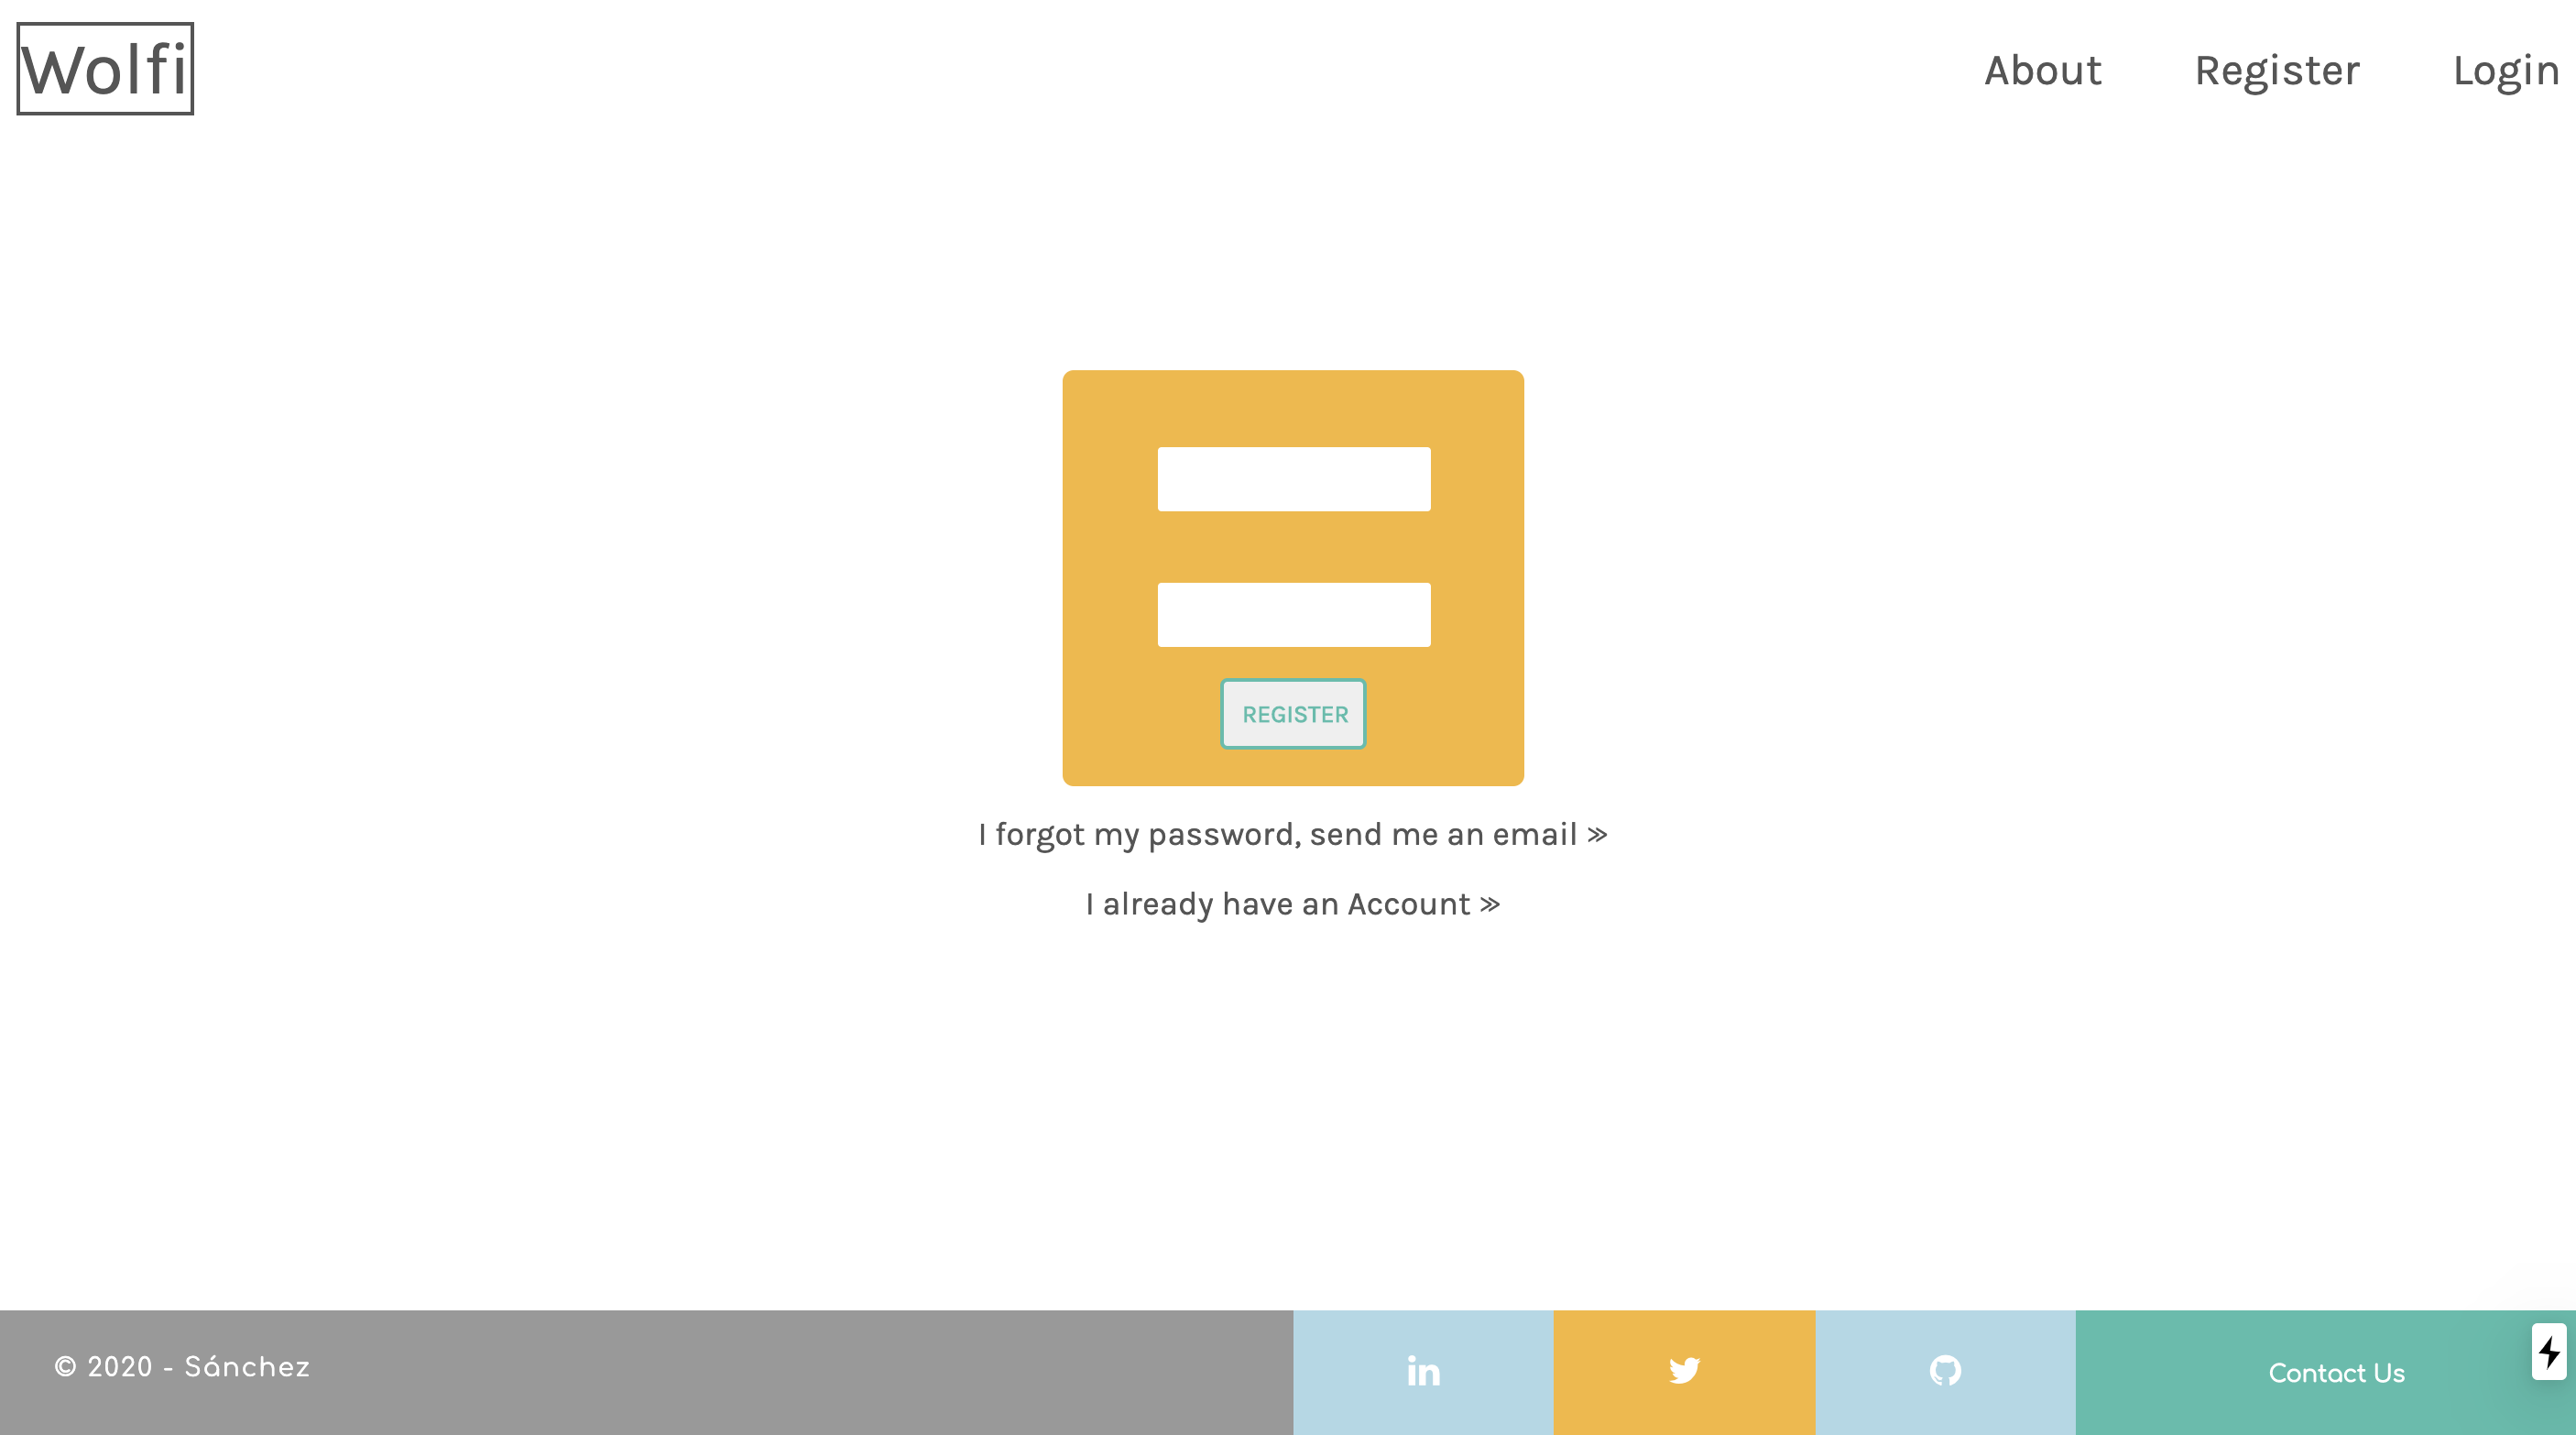 Wolfi
About
Register
Login
REGISTER
I forgot my password, send me an email »
I already have an Account »
© 2020 - Sánchez
in
Contact Us